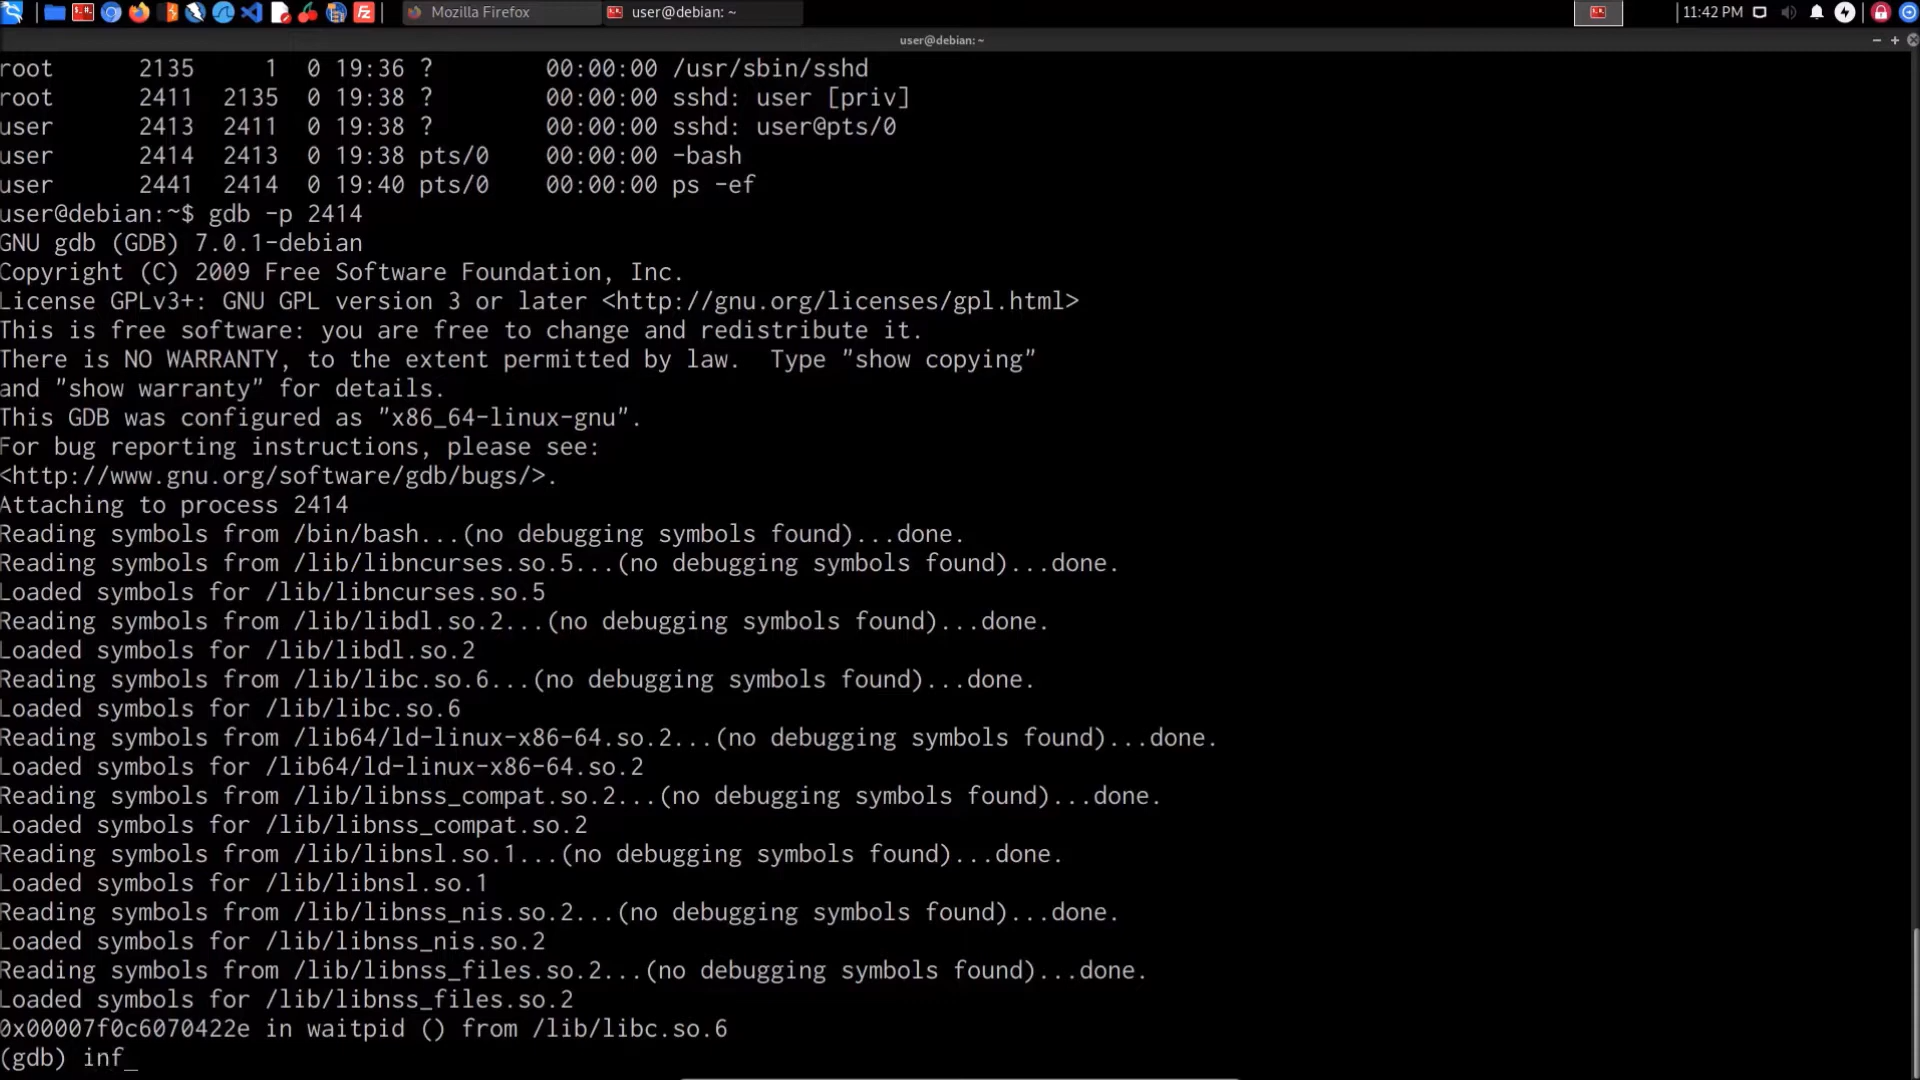 Mozilla Firefox
user@debian: ~
11:42 PM
user@debian: ~
root 2135 1 0 19:36 ? 00:00:00 /usr/sbin/sshd
root 2411 2135 0 19:38 ? 00:00:00 sshd: user [priv]
user 2413 2411 0 19:38 ? 00:00:00 sshd: user@pts/0
user 2414 2413 0 19:38 pts/0 00:00:00 -bash
user 2441 2414 0 19:40 pts/0 00:00:00 ps -ef
user@debian:~$ gdb -p 2414
GNU gdb (GDB) 7.0.1-debian
Copyright (C) 2009 Free Software Foundation, Inc.
License GPLv3+: GNU GPL version 3 or later <http://gnu.org/licenses/gpl.html>
This is free software: you are free to change and redistribute it.
There is NO WARRANTY, to the extent permitted by law.  Type "show copying"
and "show warranty" for details.
This GDB was configured as "x86_64-linux-gnu".
For bug reporting instructions, please see:
<http://www.gnu.org/software/gdb/bugs/>.
Attaching to process 2414
Reading symbols from /bin/bash...(no debugging symbols found)...done.
Reading symbols from /lib/libncurses.so.5...(no debugging symbols found)...done.
Loaded symbols for /lib/libncurses.so.5
Reading symbols from /lib/libdl.so.2...(no debugging symbols found)...done.
Loaded symbols for /lib/libdl.so.2
Reading symbols from /lib/libc.so.6...(no debugging symbols found)...done.
Loaded symbols for /lib/libc.so.6
Reading symbols from /lib64/ld-linux-x86-64.so.2...(no debugging symbols found)...done.
Loaded symbols for /lib64/ld-linux-x86-64.so.2
Reading symbols from /lib/libnss_compat.so.2...(no debugging symbols found)...done.
Loaded symbols for /lib/libnss_compat.so.2
Reading symbols from /lib/libnsl.so.1...(no debugging symbols found)...done.
Loaded symbols for /lib/libnsl.so.1
Reading symbols from /lib/libnss_nis.so.2...(no debugging symbols found)...done.
Loaded symbols for /lib/libnss_nis.so.2
Reading symbols from /lib/libnss_files.so.2...(no debugging symbols found)...done.
Loaded symbols for /lib/libnss_files.so.2
0x00007f0c6070422e in waitpid () from /lib/libc.so.6
(gdb) inf_